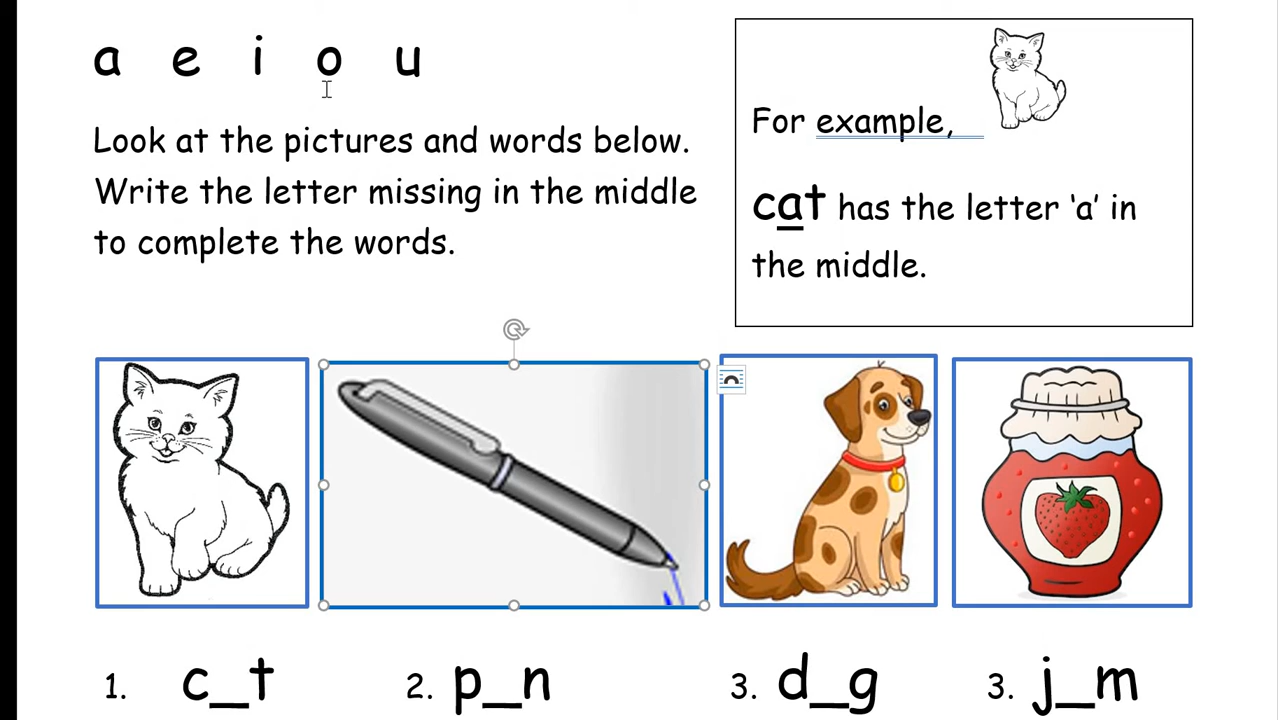 a e i o u
Look at the pictures and words below.
Write the letter missing in the middle
to complete the words.
For example,
cat has the letter ‘a’ in
the middle.
1. c_t 2. p_n 3. d_g 3. j_m